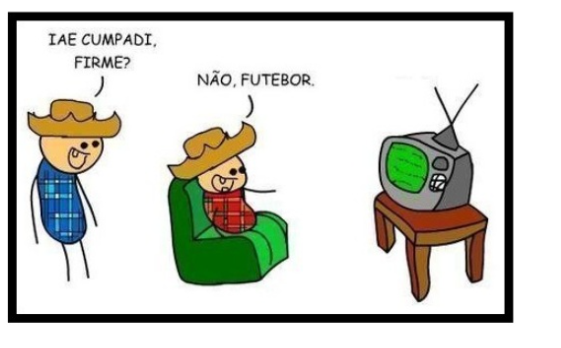 IAE CUMPADI,
FIRME?
NÃO, FUTEBOR.